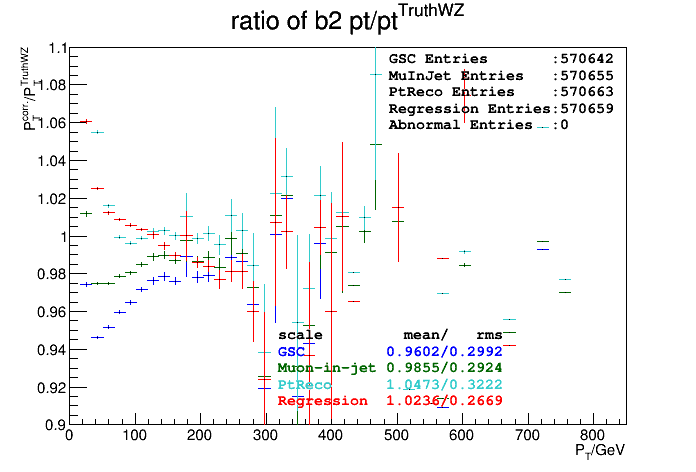 ratio of b2 pt/pt^TruthWZ
P_T^corr./P_T^TruthWZ
1.1
1.08
1.06
1.04
1.02
1
0.98
0.96
0.94
0.92
0.9
GSC Entries :570642
MuInJet Entries :570655
PtReco Entries :570663
Regression Entries:570659
Abnormal Entries :0
scale mean/ rms
GSC 0.9602/0.2992
Muon-in-jet 0.9855/0.2924
PtReco 1.0473/0.3222
Regression 1.0236/0.2669
0 100 200 300 400 500 600 700 800
P_T/GeV